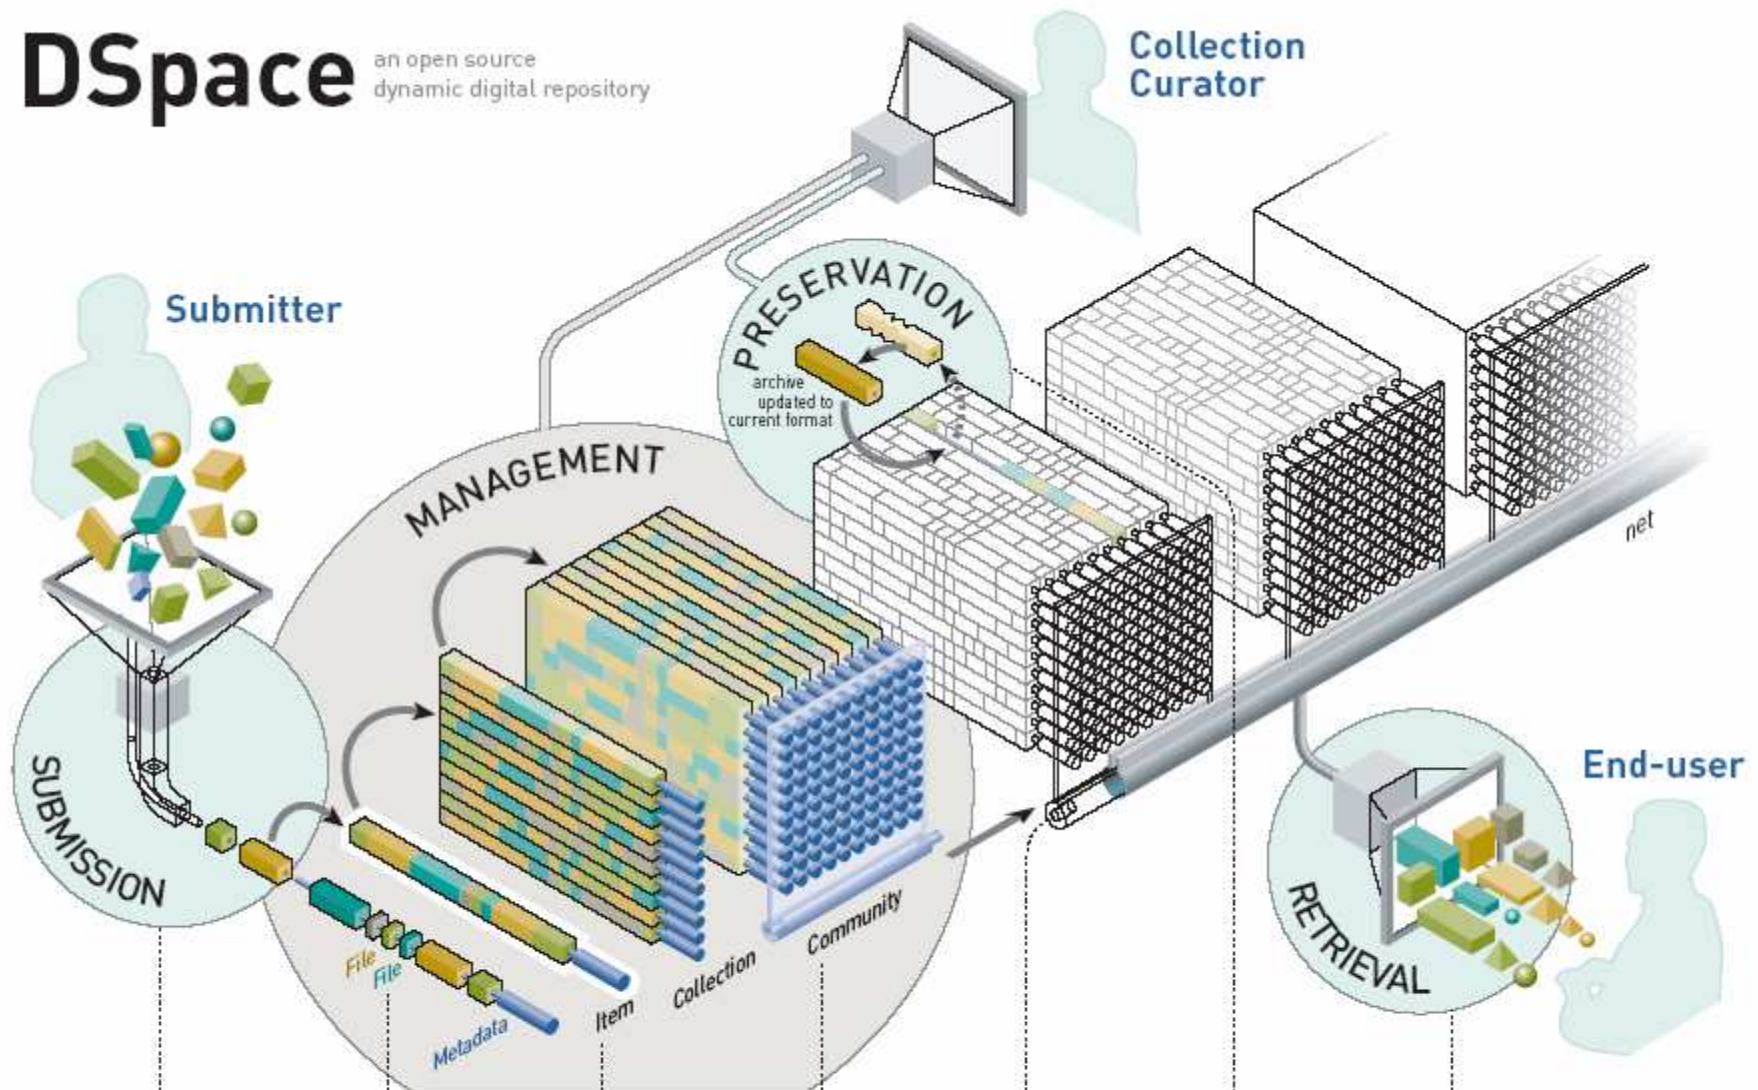 DSpace
an open source
dynamic digital repository
Collection
Curator
Submitter
PRESERVATION
archive
updated to
current format
MANAGEMENT
net
End-user
SUBMISSION
File
File
Metadata
Item
Collection
Community
RETRIEVAL